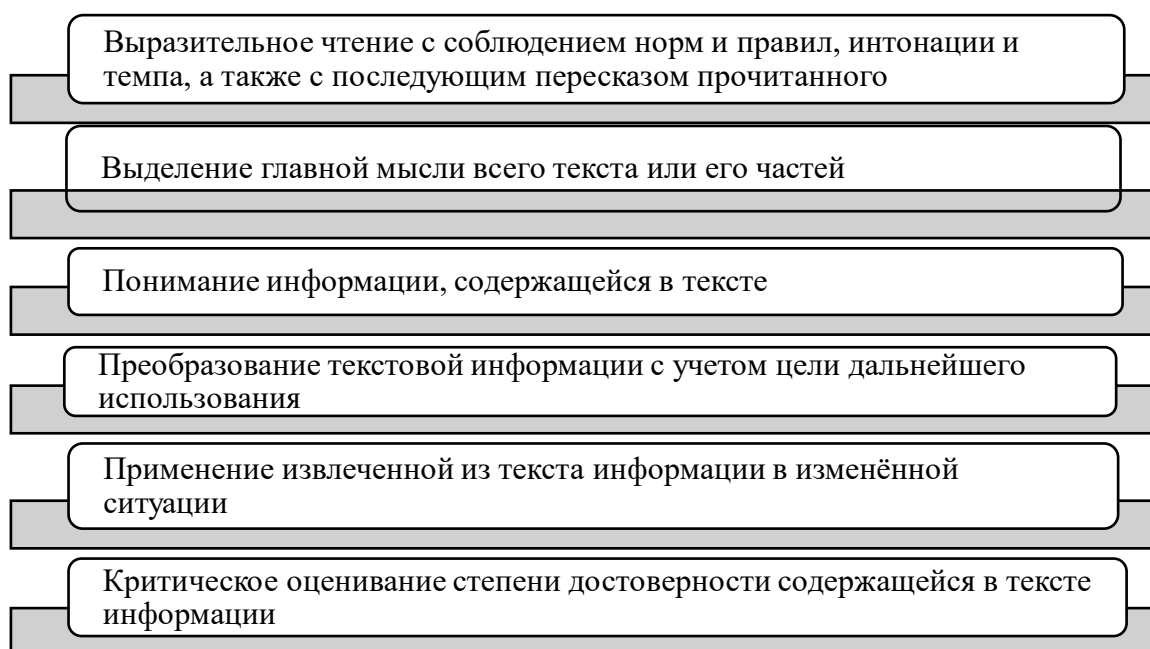 Выразительное чтение с соблюдением норм и правил, интонации и
темпа, а также с последующим пересказом прочитанного
Выделение главной мысли всего текста или его частей
Понимание информации, содержащейся в тексте
Преобразование текстовой информации с учетом цели дальнейшего
использования
Применение извлеченной из текста информации в изменённой
ситуации
Критическое оценивание степени достоверности содержащейся в тексте
информации